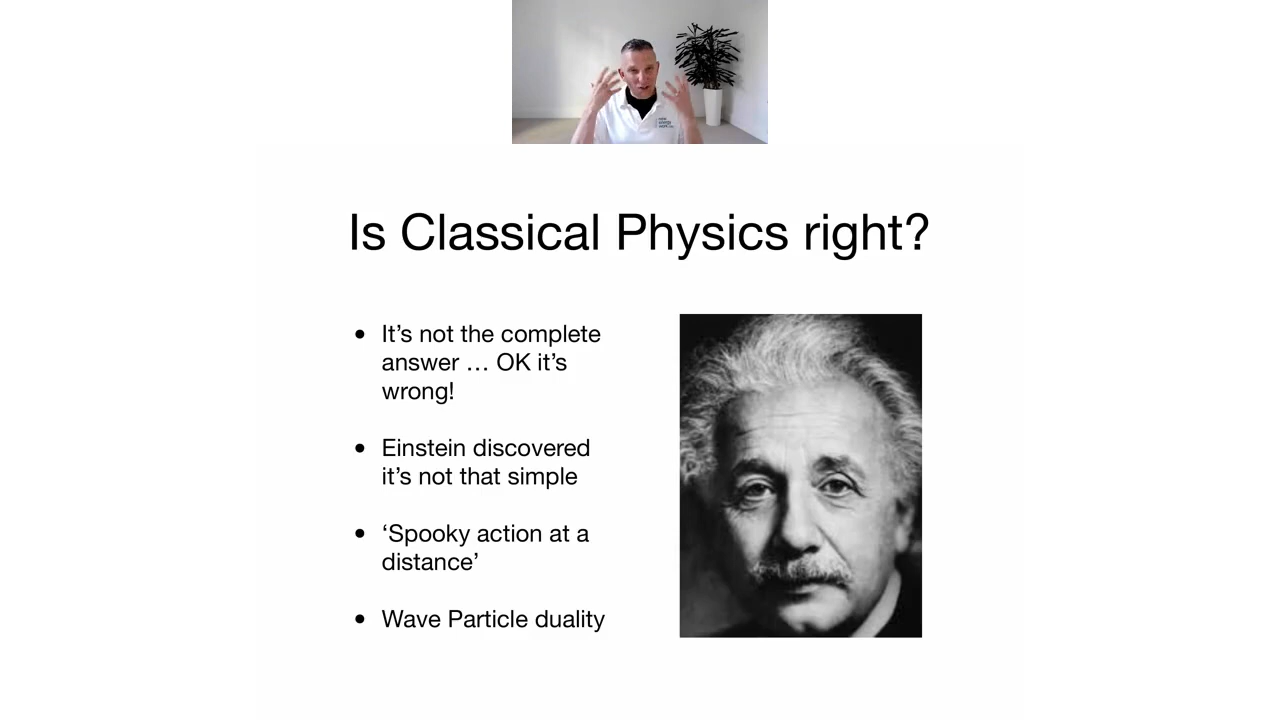 Is Classical Physics right?
• It’s not the complete
answer … OK it’s
wrong!
• Einstein discovered
it’s not that simple
• ‘Spooky action at a
distance’
• Wave Particle duality